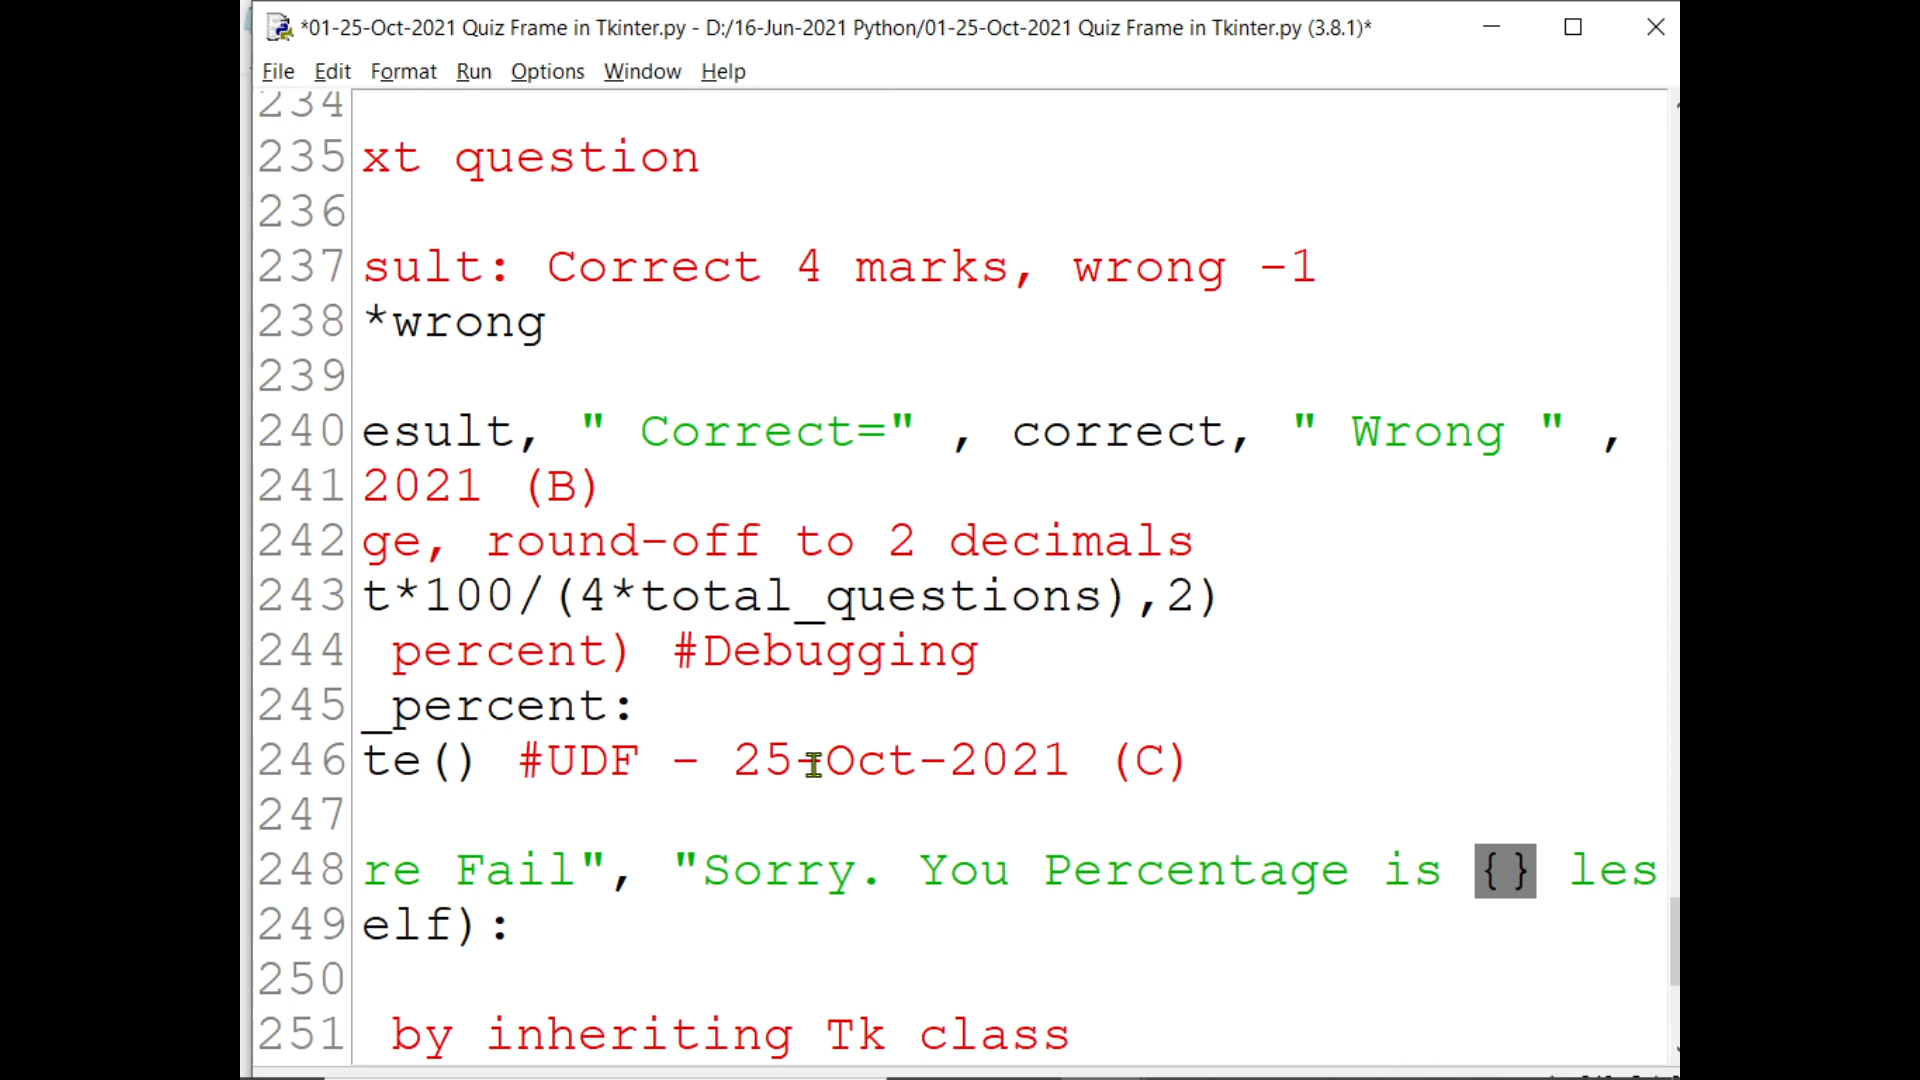 *01-25-Oct-2021 Quiz Frame in Tkinter.py - D:/16-Jun-2021 Python/01-25-Oct-2021 Quiz Frame in Tkinter.py (3.8.1)*
File Edit Format Run Options Window Help
234
235 xt question
236
237 sult: Correct 4 marks, wrong -1
238 *wrong
239
240 esult, " Correct=" , correct, " Wrong " ,
241 2021 (B)
242 ge, round-off to 2 decimals
243 t*100/(4*total_questions),2)
244 percent) #Debugging
245 _percent:
246 te() #UDF - 25-Oct-2021 (C)
247
248 re Fail", "Sorry. You Percentage is {} les
249 elf):
250
251 by inheriting Tk class